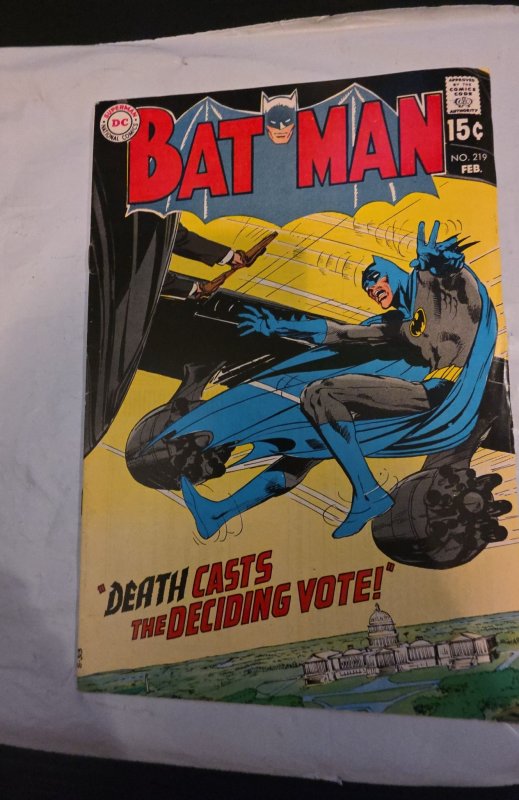 SUPERMAN
DC
NATIONAL COMICS
APPROVED
BY THE
COMICS
CODE
AUTHORITY
BATMAN
15¢
NO. 219
FEB.
"DEATH CASTS
THE DECIDING VOTE!"